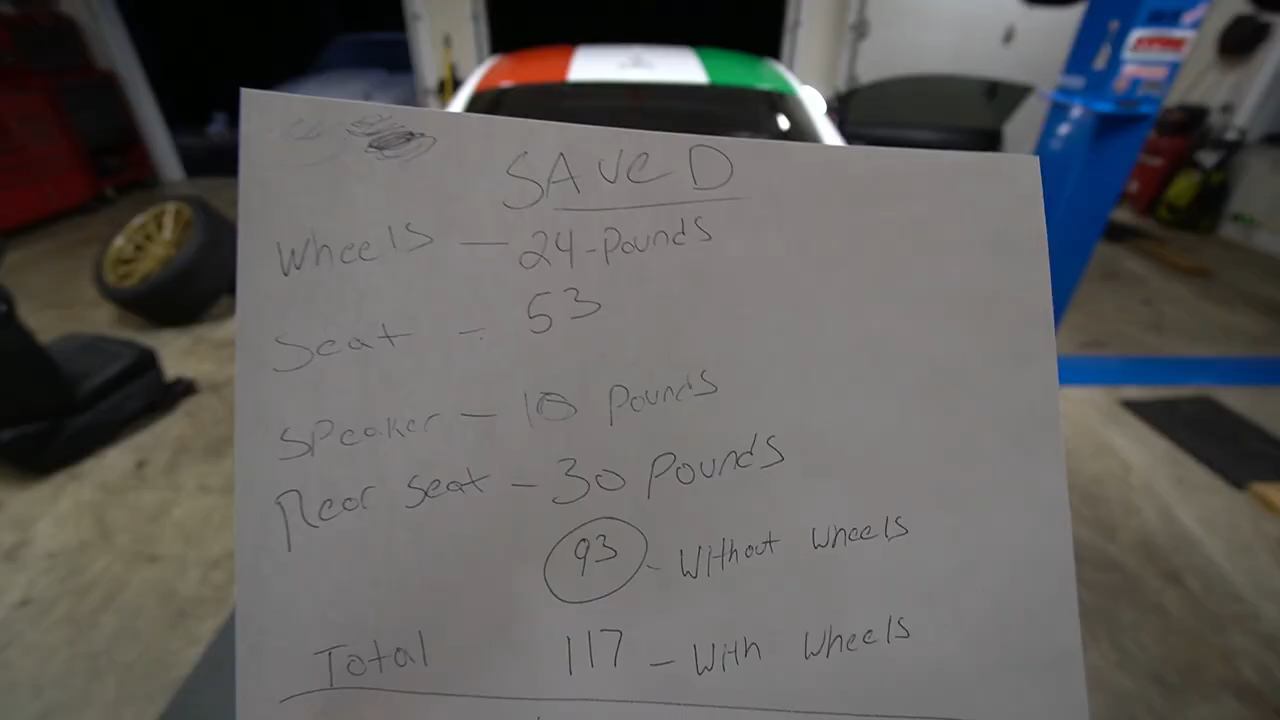 SAVED
Wheels — 24-Pounds
Seat - 53
Speaker — 10 Pounds
Rear seat - 30 Pounds
93 - Without Wheels
Total 117 - With Wheels